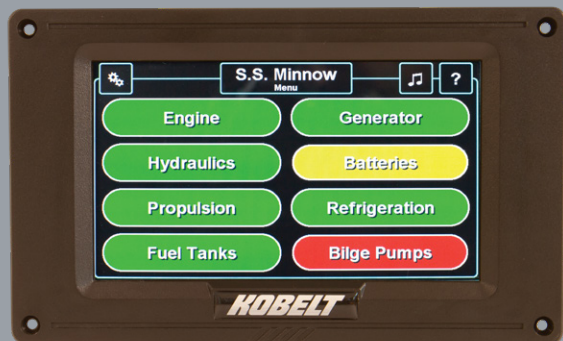 S.S. Minnow
Menu
?
Engine
Generator
Hydraulics
Batteries
Propulsion
Refrigeration
Fuel Tanks
Bilge Pumps
KOBELT